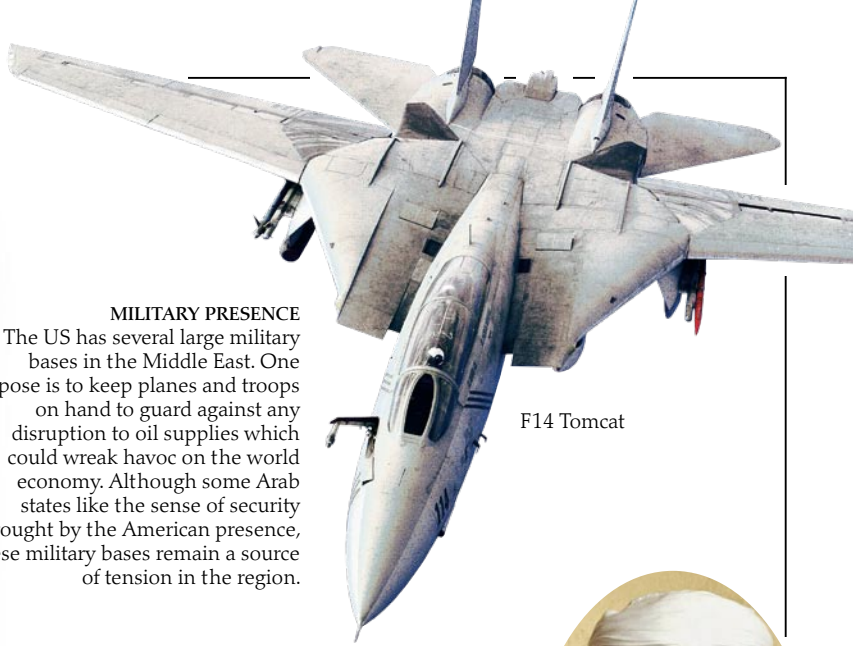 MILITARY PRESENCE
The US has several large military
bases in the Middle East. One
pose is to keep planes and troops
on hand to guard against any
disruption to oil supplies which
could wreak havoc on the world
economy. Although some Arab
states like the sense of security
ought by the American presence,
ese military bases remain a source
of tension in the region.
F14 Tomcat
114